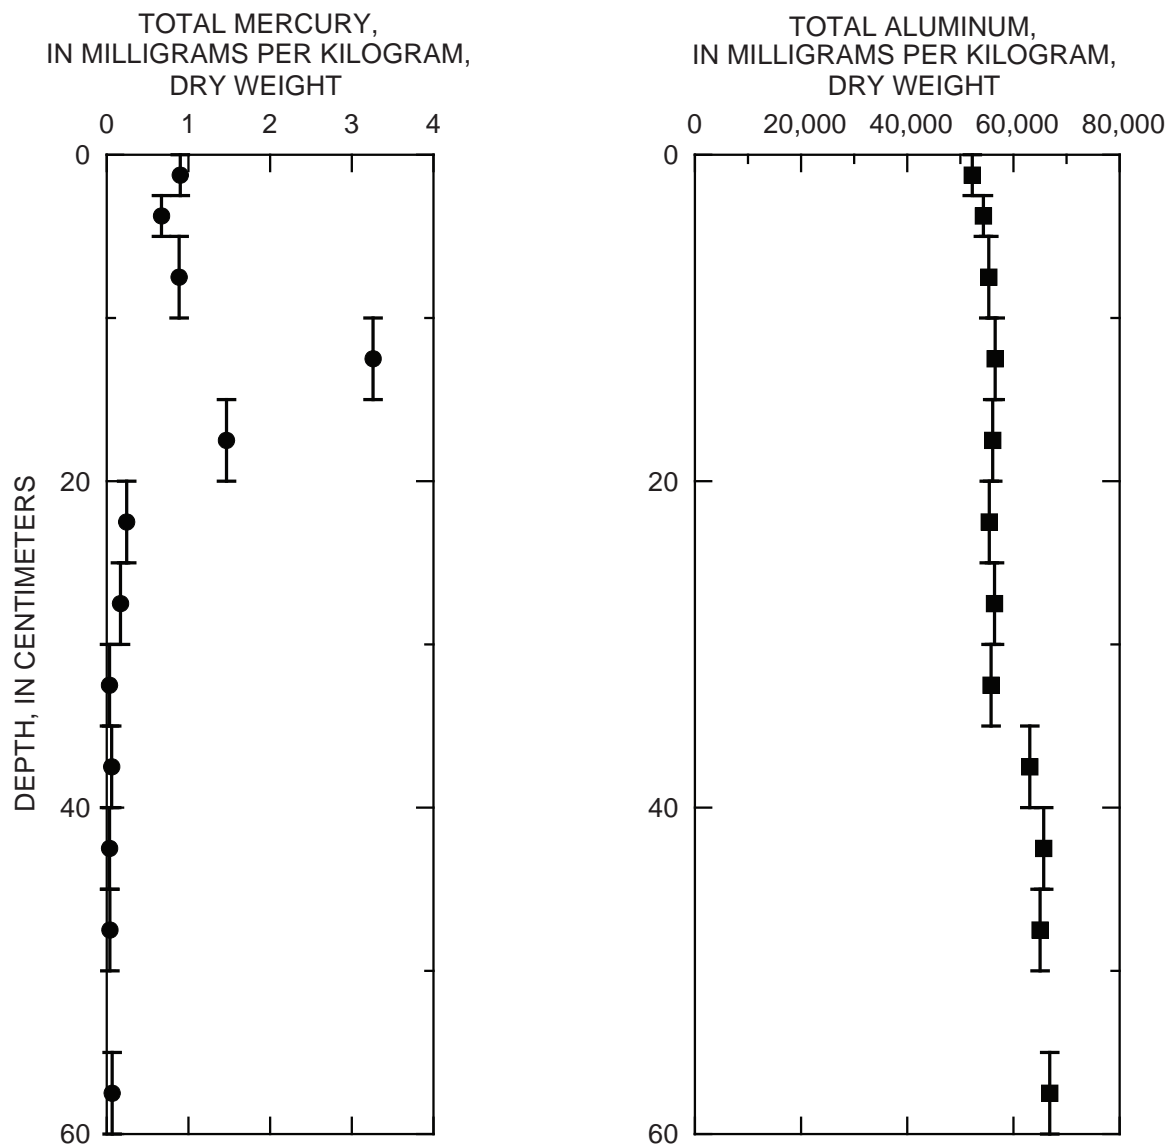 TOTAL MERCURY,
IN MILLIGRAMS PER KILOGRAM,
DRY WEIGHT
0 1 2 3 4
TOTAL ALUMINUM,
IN MILLIGRAMS PER KILOGRAM,
DRY WEIGHT
0 20,000 40,000 60,000 80,000
DEPTH, IN CENTIMETERS
0
20
40
60
0
20
40
60